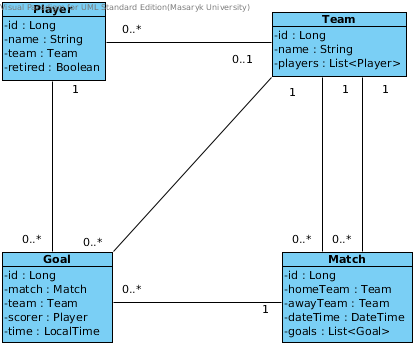 Visual Paradigm for UML Standard Edition(Masaryk University)
Player
-id : Long
-name : String
-team : Team
-retired : Boolean
0..*
0..1
Team
-id : Long
-name : String
-players : List<Player>
1
1
1
1
0..*
0..*
0..*
0..*
Goal
-id : Long
-match : Match
-team : Team
-scorer : Player
-time : LocalTime
0..*
1
Match
-id : Long
-homeTeam : Team
-awayTeam : Team
-dateTime : DateTime
-goals : List<Goal>